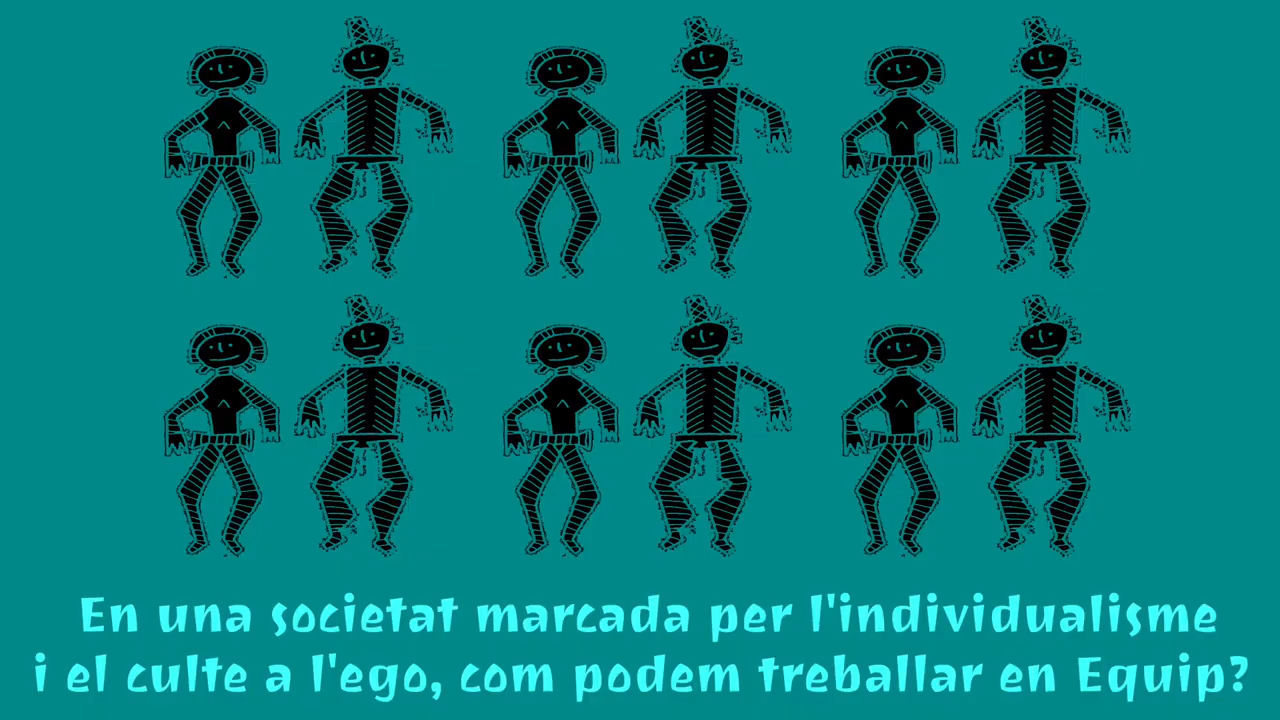 En una societat marcada per l'individualisme
i el culte a l'ego, com podem treballar en Equip?